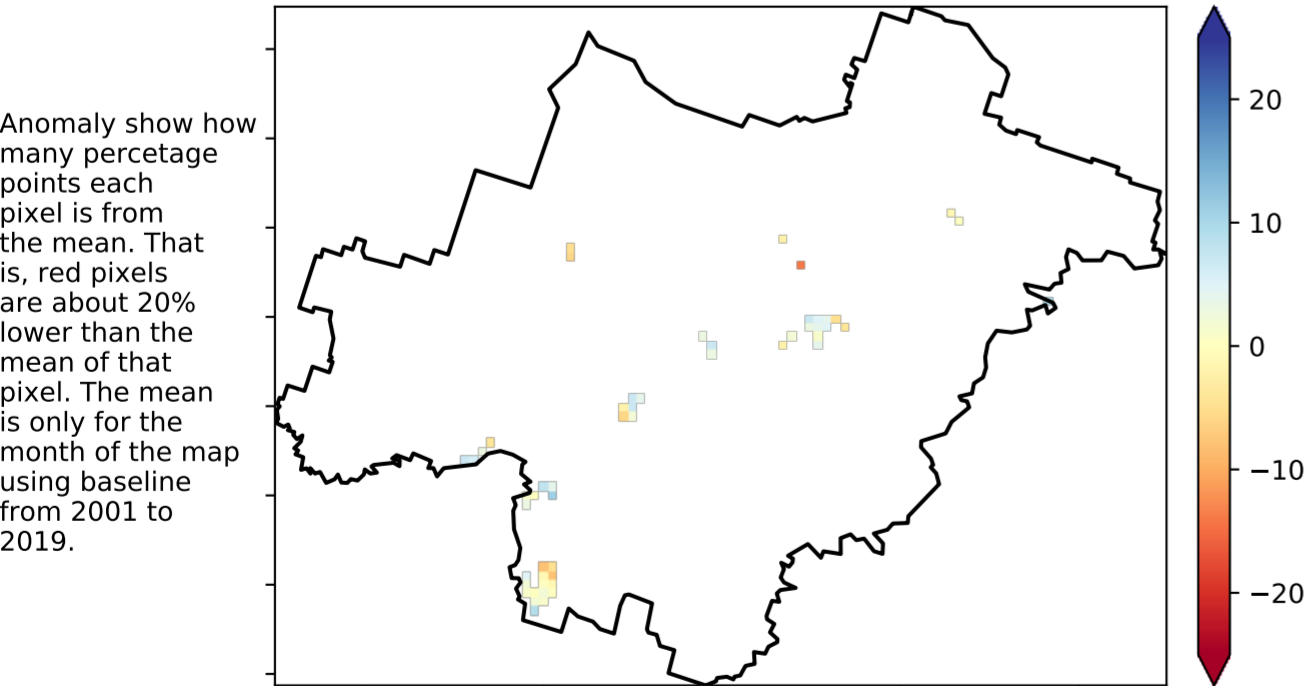 Anomaly show how
many percetage
points each
pixel is from
the mean. That
is, red pixels
are about 20%
lower than the
mean of that
pixel. The mean
is only for the
month of the map
using baseline
from 2001 to
2019.
20
10
0
−10
−20